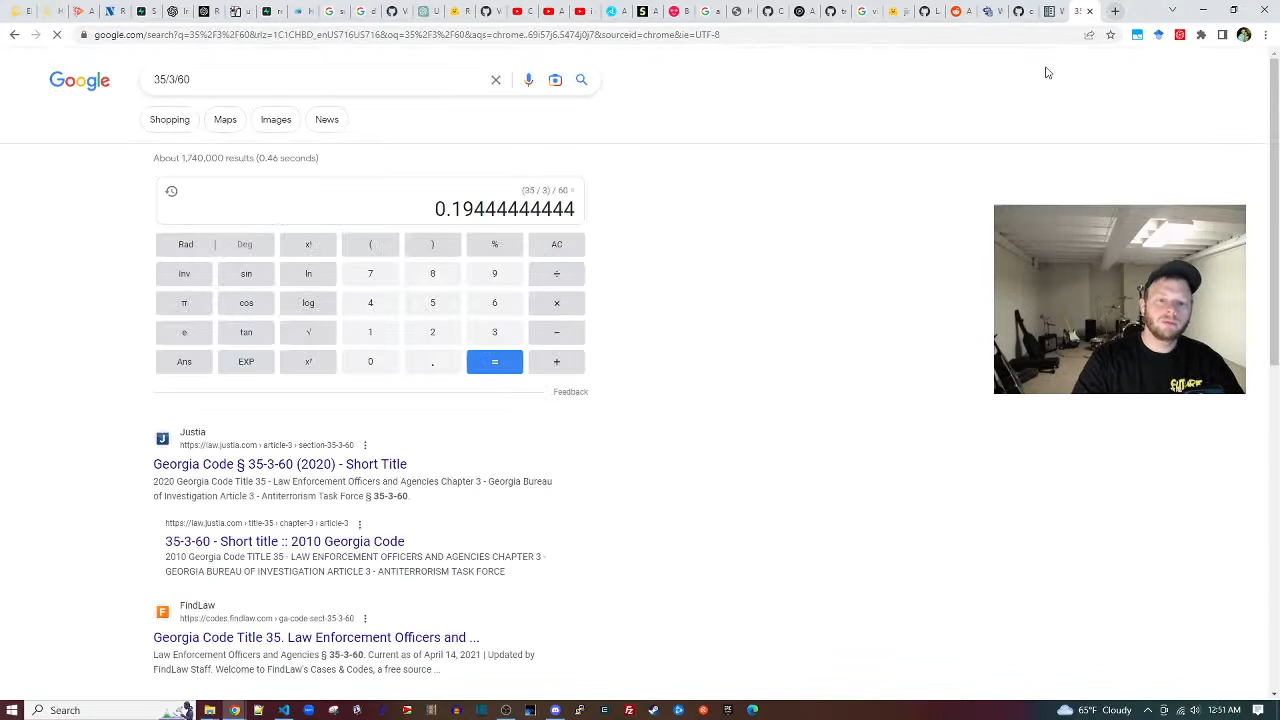 35
google.com/search?q=35%2F3%2F60&rlz=1C1CHBD_enUS716US716&oq=35%2F3%2F60&aqs=chrome..69i57j6.5474j0j7&sourceid=chrome&ie=UTF-8
Google
35/3/60
Shopping
Maps
Images
News
About 1,740,000 results (0.46 seconds)
(35 / 3) / 60 =
0.19444444444
Rad Deg x! ( ) % AC
Inv sin ln 7 8 9 ÷
π cos log 4 5 6 ×
e tan √ 1 2 3 −
Ans EXP x! 0 . = +
Feedback
Justia
https://law.justia.com › article-3 › section-35-3-60
Georgia Code § 35-3-60 (2020) - Short Title
2020 Georgia Code Title 35 - Law Enforcement Officers and Agencies Chapter 3 - Georgia Bureau
of Investigation Article 3 - Antiterrorism Task Force § 35-3-60.
https://law.justia.com › title-35 › chapter-3 › article-3
35-3-60 - Short title :: 2010 Georgia Code
2010 Georgia Code TITLE 35 - LAW ENFORCEMENT OFFICERS AND AGENCIES CHAPTER 3 -
GEORGIA BUREAU OF INVESTIGATION ARTICLE 3 - ANTITERRORISM TASK FORCE
FindLaw
https://codes.findlaw.com › ga-code-sect-35-3-60
Georgia Code Title 35. Law Enforcement Officers and ...
Law Enforcement Officers and Agencies § 35-3-60. Current as of April 14, 2021 | Updated by
FindLaw Staff. Welcome to FindLaw's Cases & Codes, a free source ...
Search
65°F Cloudy
12:51 AM